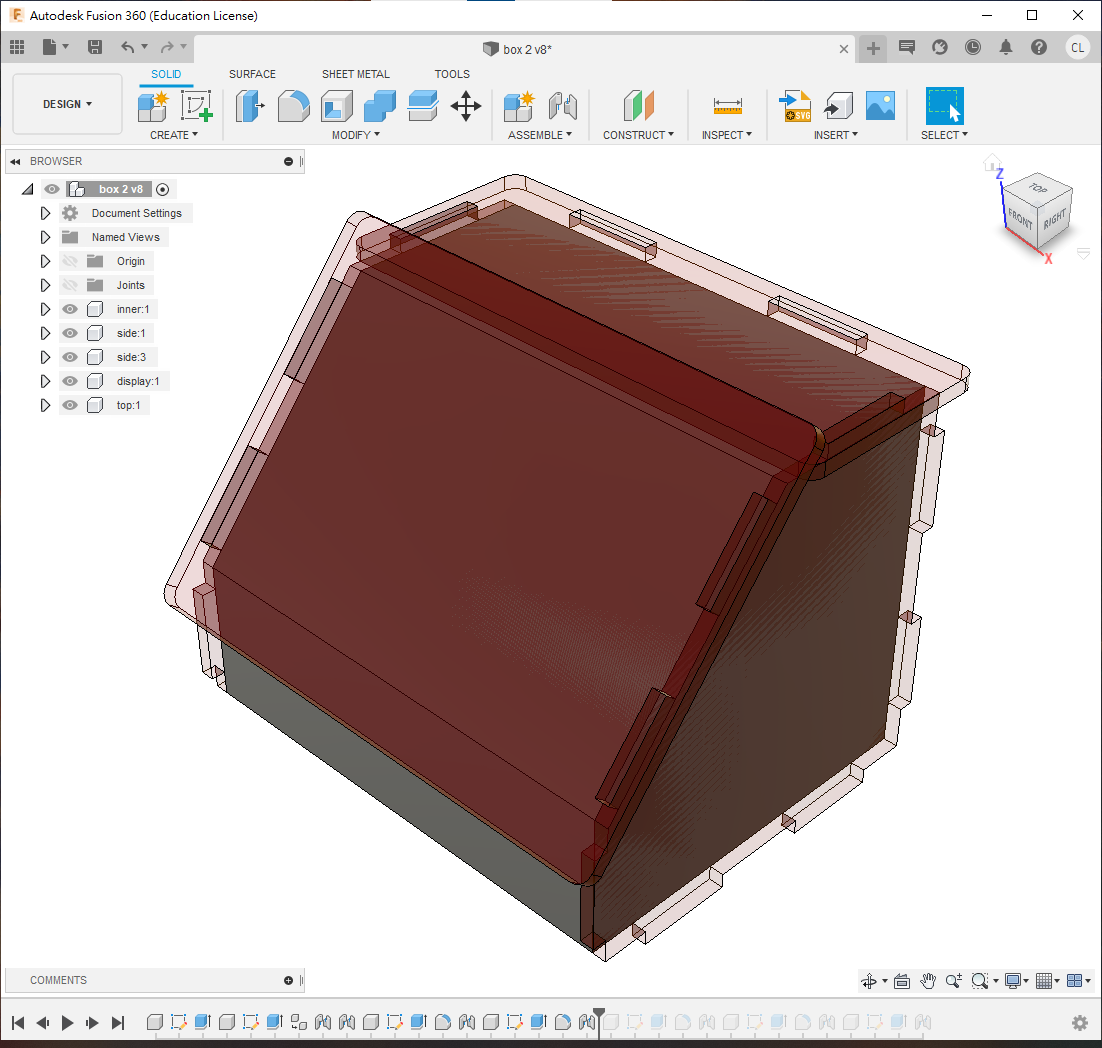 Autodesk Fusion 360 (Education License)
box 2 v8*
CL
DESIGN
SOLID
SURFACE
SHEET METAL
TOOLS
CREATE
MODIFY
ASSEMBLE
CONSTRUCT
INSPECT
INSERT
SELECT
SVG
BROWSER
box 2 v8
Document Settings
Named Views
Origin
Joints
inner:1
side:1
side:3
display:1
top:1
Z
TOP
FRONT
RIGHT
X
COMMENTS